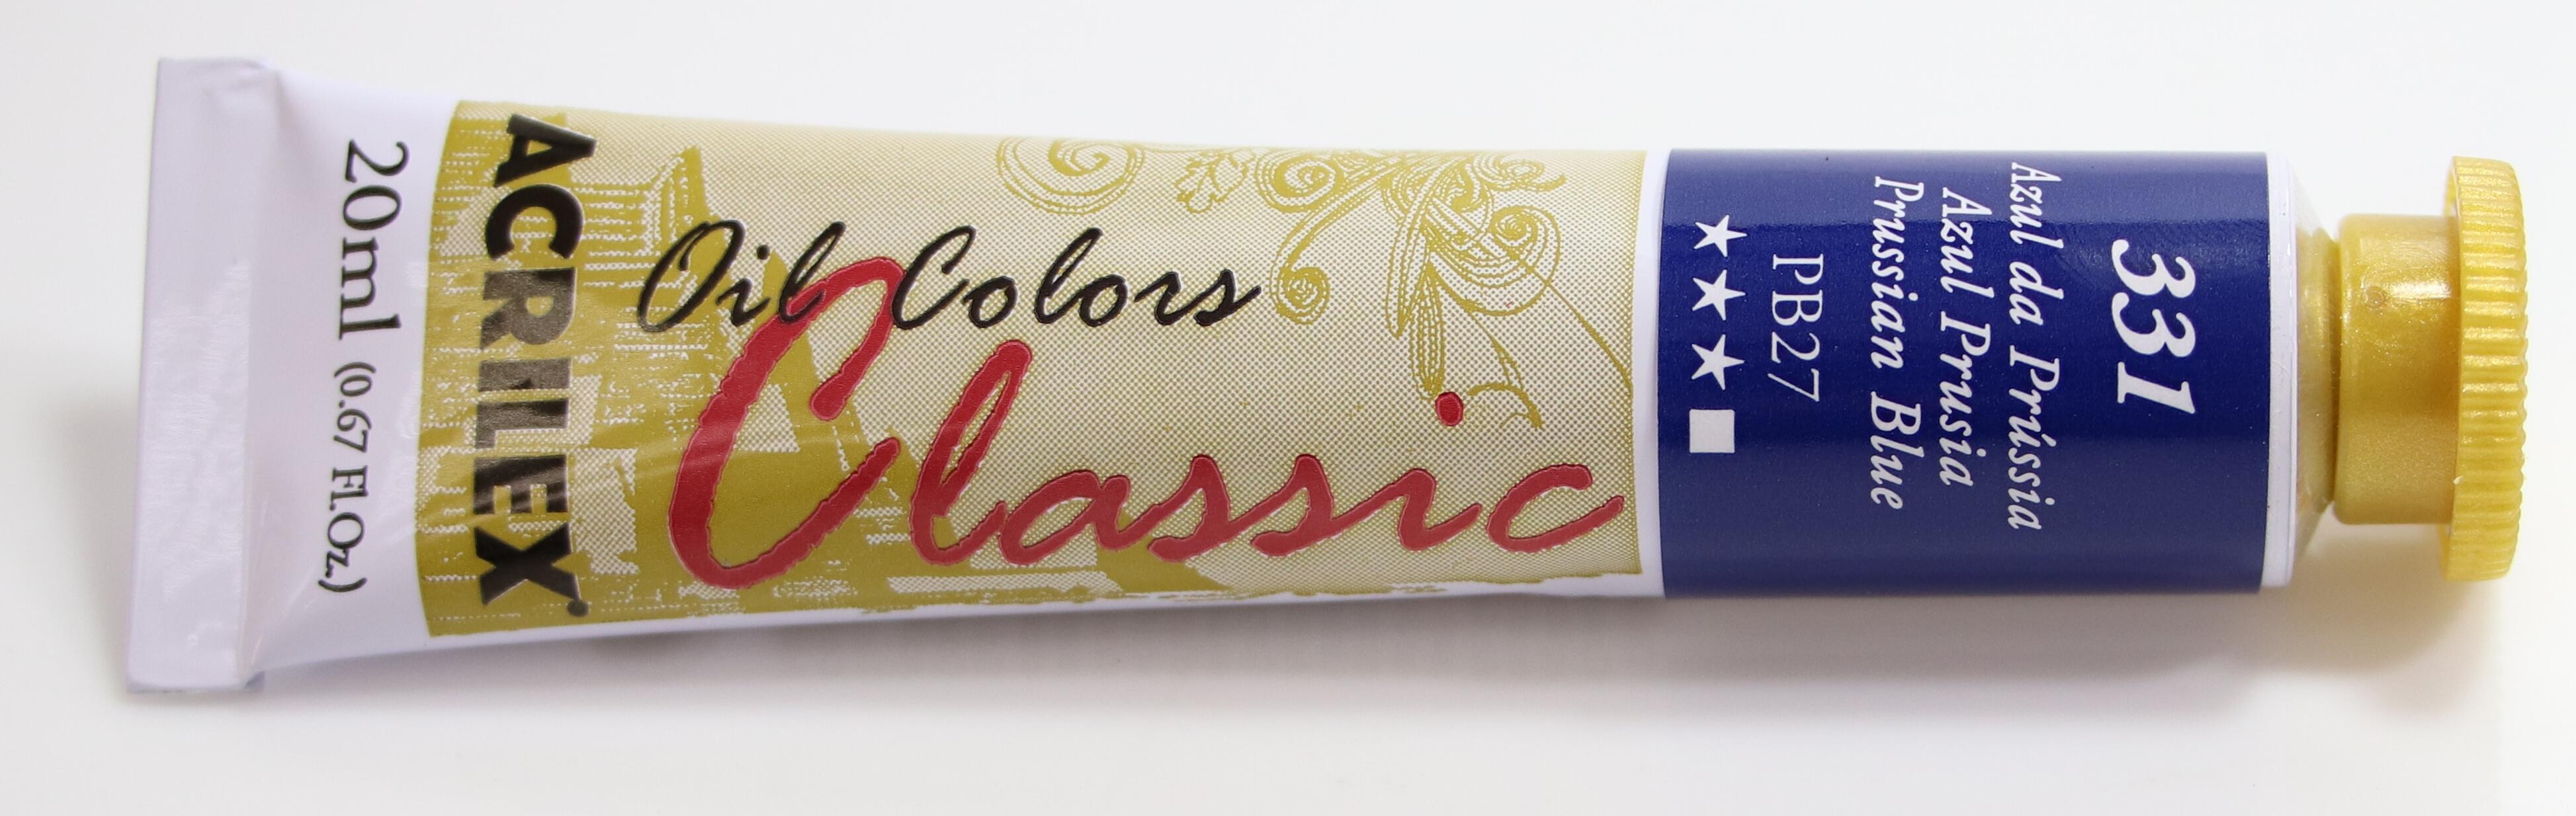 331
Azul da Prússia
Azul Prusia
Prussian Blue
PB27
Oil Colors
Classic
ACRILEX®
20ml (0.67 Fl.Oz.)